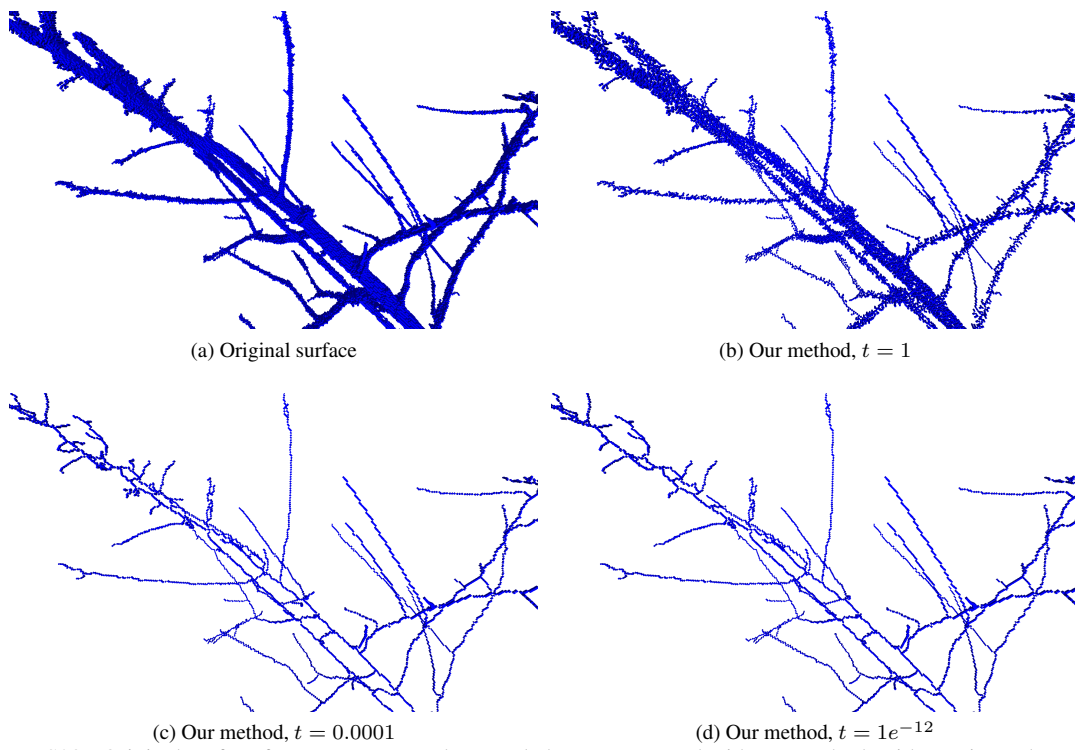 (a) Original surface
(b) Our method, t = 1
(c) Our method, t = 0.0001
(d) Our method, t = 1e⁻¹²